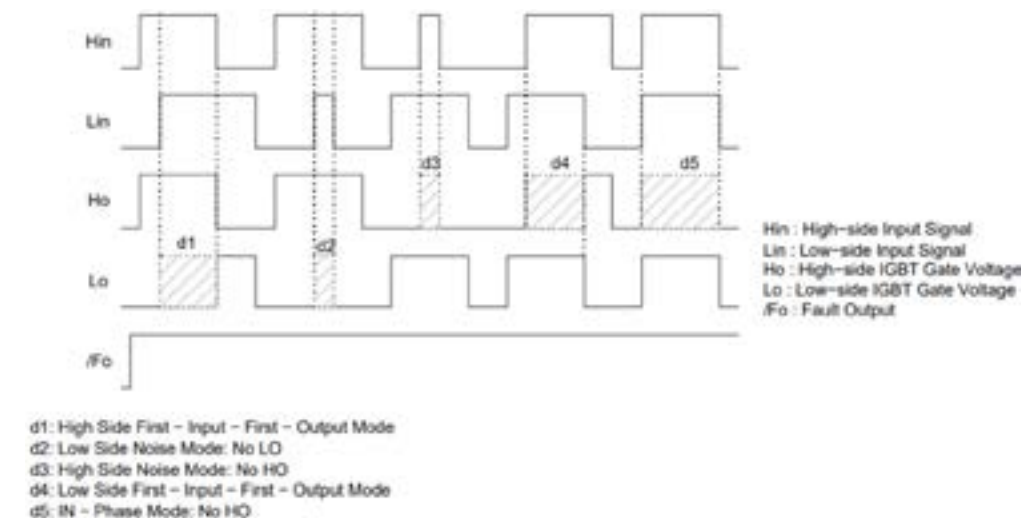 Hin
Lin
d3
d4
d5
Ho
d1
d2
Lo
/Fo
Hin : High-side Input Signal
Lin : Low-side Input Signal
Ho : High-side IGBT Gate Voltage
Lo : Low-side IGBT Gate Voltage
/Fo : Fault Output
d1: High Side First - Input - First - Output Mode
d2: Low Side Noise Mode: No LO
d3: High Side Noise Mode: No HO
d4: Low Side First - Input - First - Output Mode
d5: IN - Phase Mode: No HO